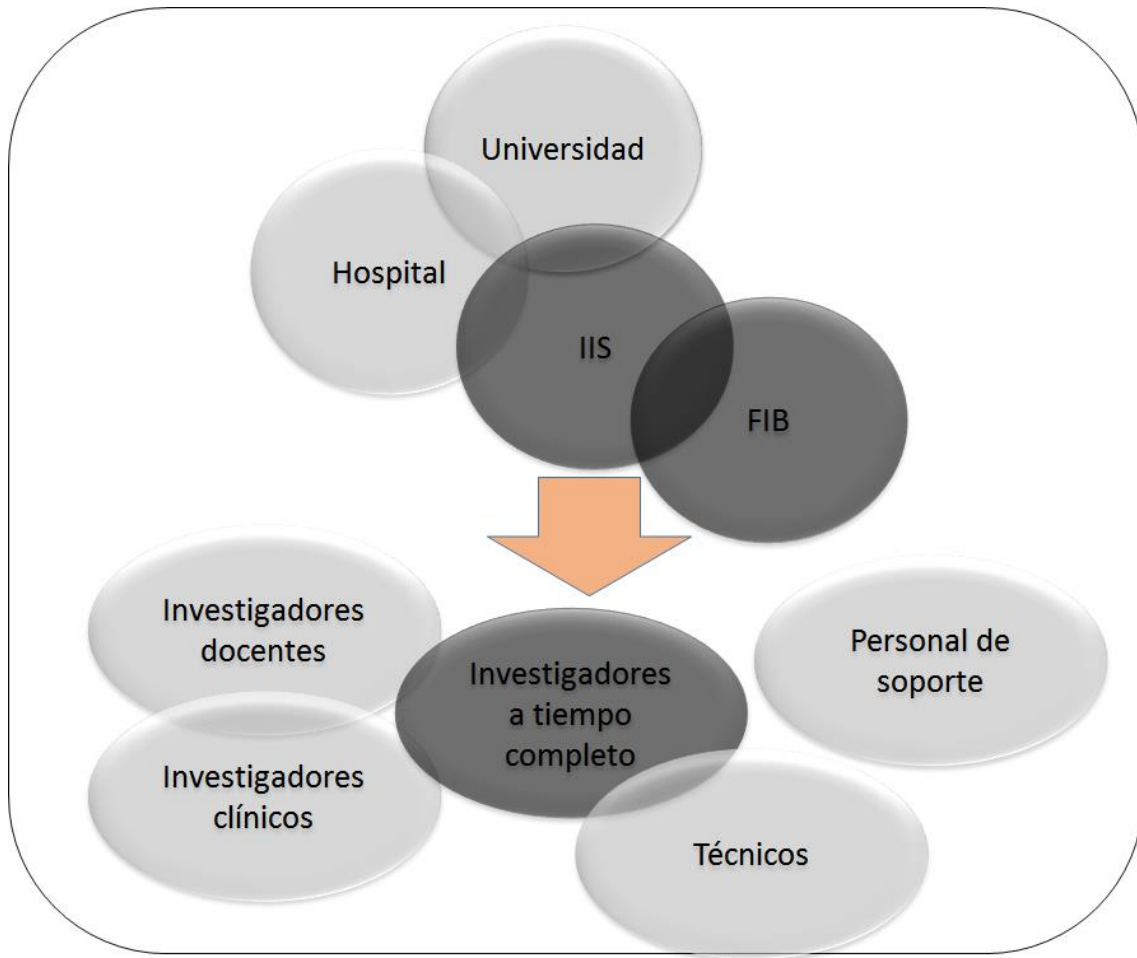 Universidad
Hospital
IIS
FIB
Investigadores
docentes
Personal de
soporte
Investigadores
a tiempo
completo
Investigadores
clínicos
Técnicos